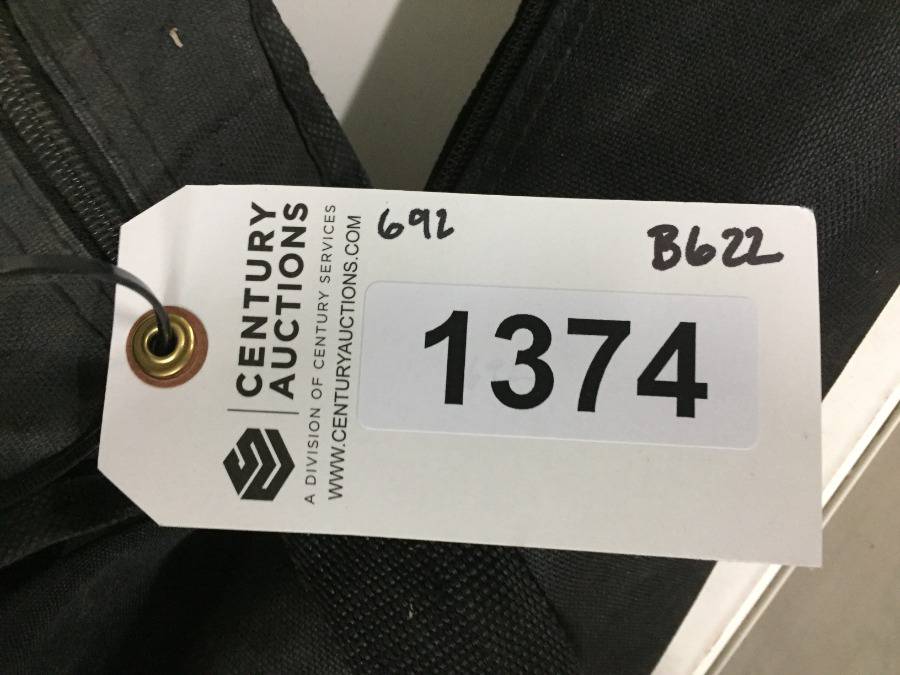 CENTURY
AUCTIONS
A DIVISION OF CENTURY SERVICES
WWW.CENTURYAUCTIONS.COM
692
B622
1374